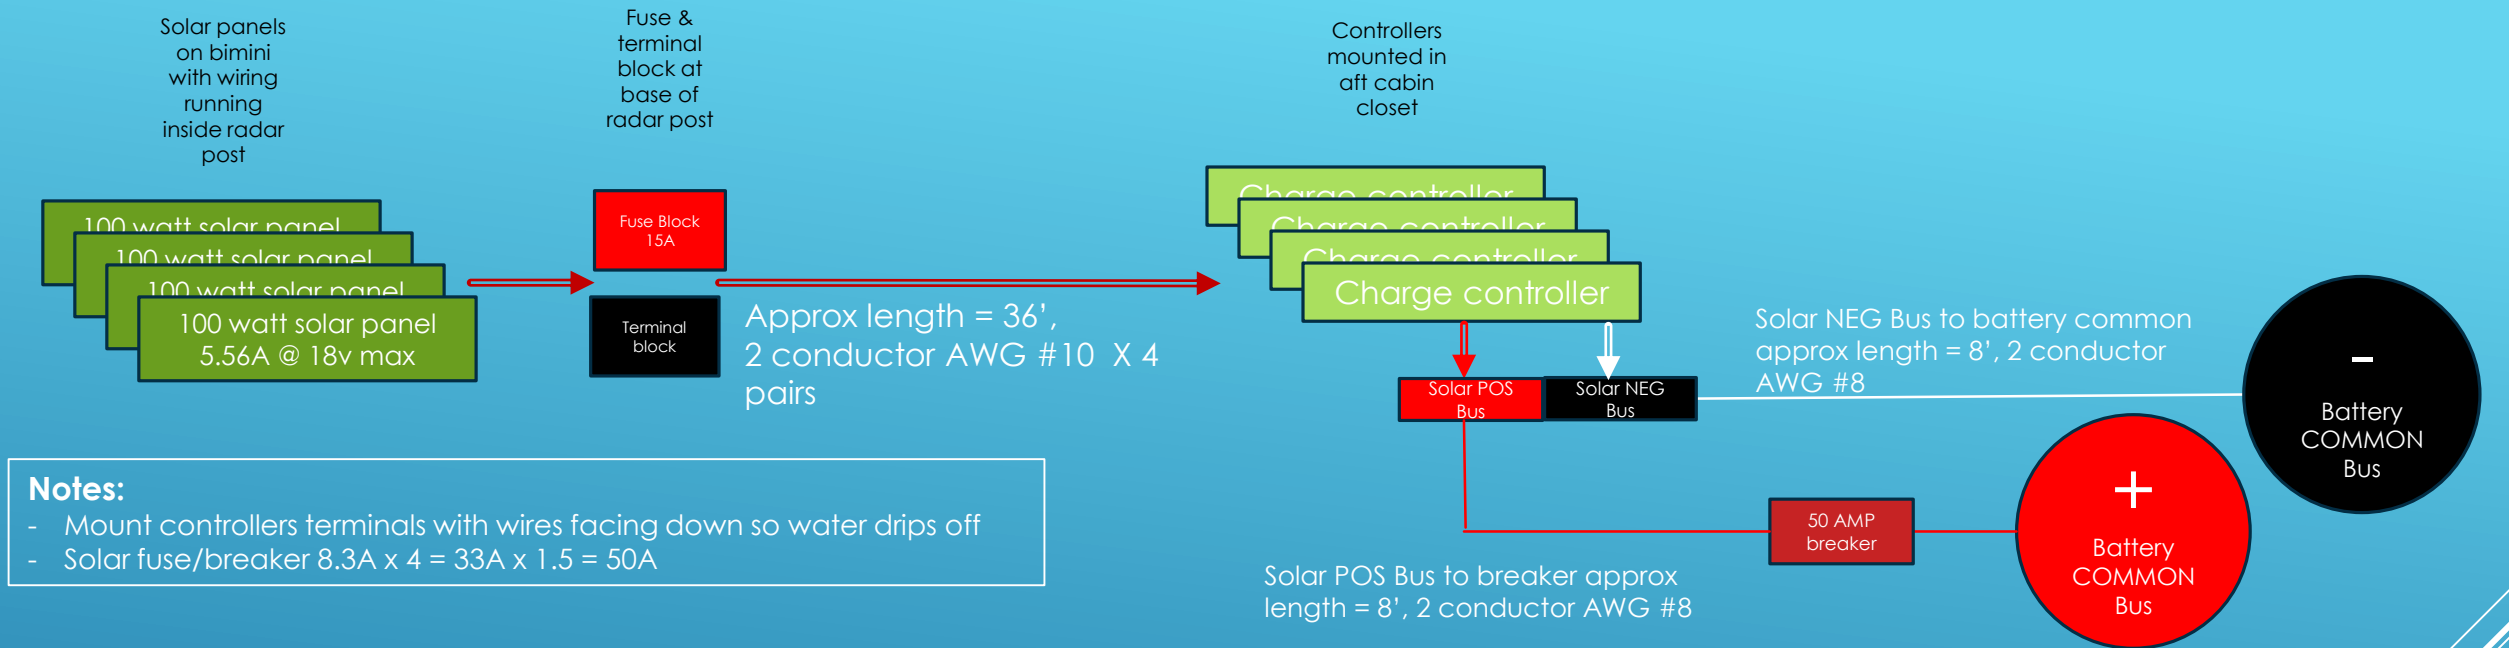 Solar panels
on bimini
with wiring
running
inside radar
post
Fuse &
terminal
block at
base of
radar post
Controllers
mounted in
aft cabin
closet
100 watt solar panel
100 watt solar panel
100 watt solar panel
100 watt solar panel
5.56A @ 18v max
Fuse Block
15A
Terminal
block
Approx length = 36’,
2 conductor AWG #10  X 4
pairs
Charge controller
Charge controller
Charge controller
Charge controller
Solar POS
Bus
Solar NEG
Bus
Solar NEG Bus to battery common
approx length = 8’, 2 conductor
AWG #8
-
Battery
COMMON
Bus
+
Battery
COMMON
Bus
50 AMP
breaker
Solar POS Bus to breaker approx
length = 8’, 2 conductor AWG #8
Notes:
- Mount controllers terminals with wires facing down so water drips off
- Solar fuse/breaker 8.3A x 4 = 33A x 1.5 = 50A